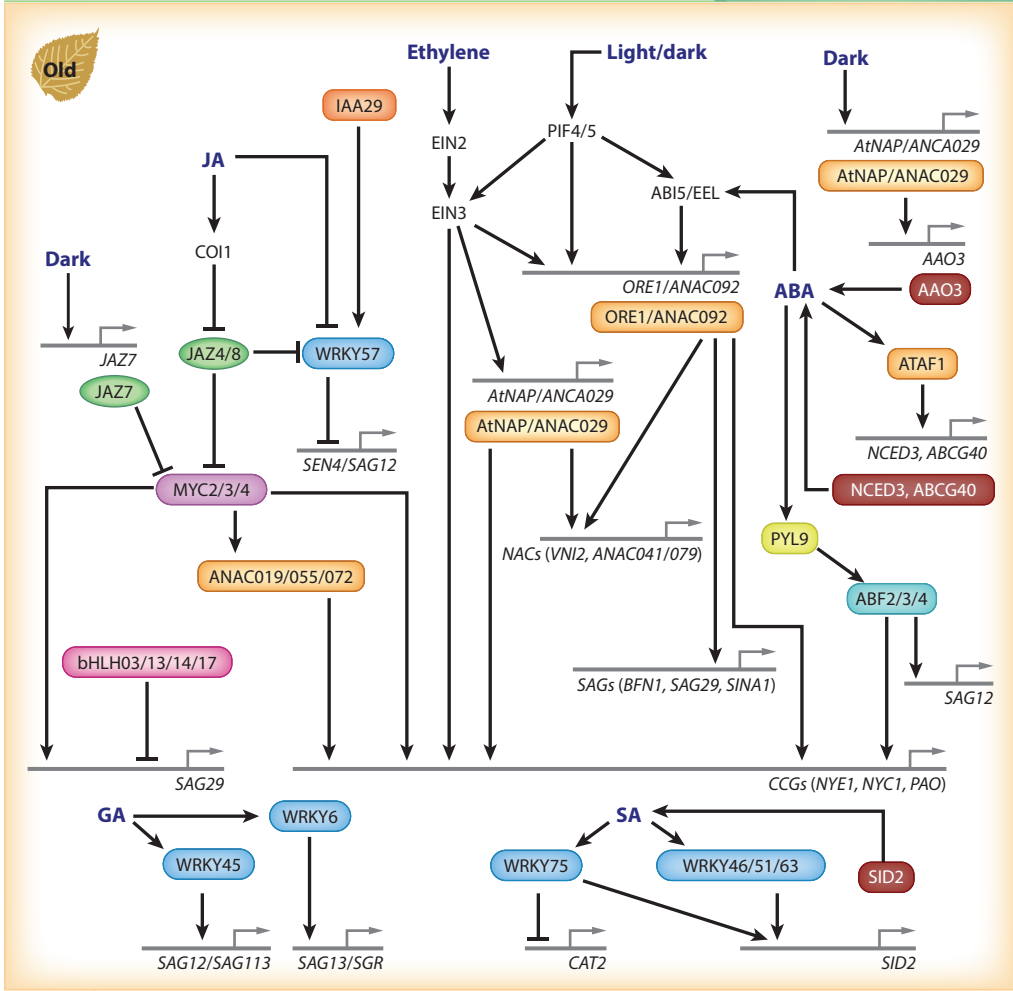 Old
Ethylene
Light/dark
Dark
IAA29
EIN2
PIF4/5
AtNAP/ANCA029
JA
AtNAP/ANAC029
ABI5/EEL
EIN3
COI1
AAO3
Dark
ORE1/ANAC092
ABA
AAO3
ORE1/ANAC092
JAZ7
JAZ4/8
WRKY57
ATAF1
JAZ7
AtNAP/ANCA029
AtNAP/ANAC029
NCED3, ABCG40
SEN4/SAG12
MYC2/3/4
NCED3, ABCG40
PYL9
NACs (VNI2, ANAC041/079)
ANAC019/055/072
ABF2/3/4
bHLH03/13/14/17
SAGs (BFN1, SAG29, SINA1)
SAG12
SAG29
CCGs (NYE1, NYC1, PAO)
GA
WRKY6
SA
WRKY45
WRKY75
WRKY46/51/63
SID2
SAG12/SAG113
SAG13/SGR
CAT2
SID2